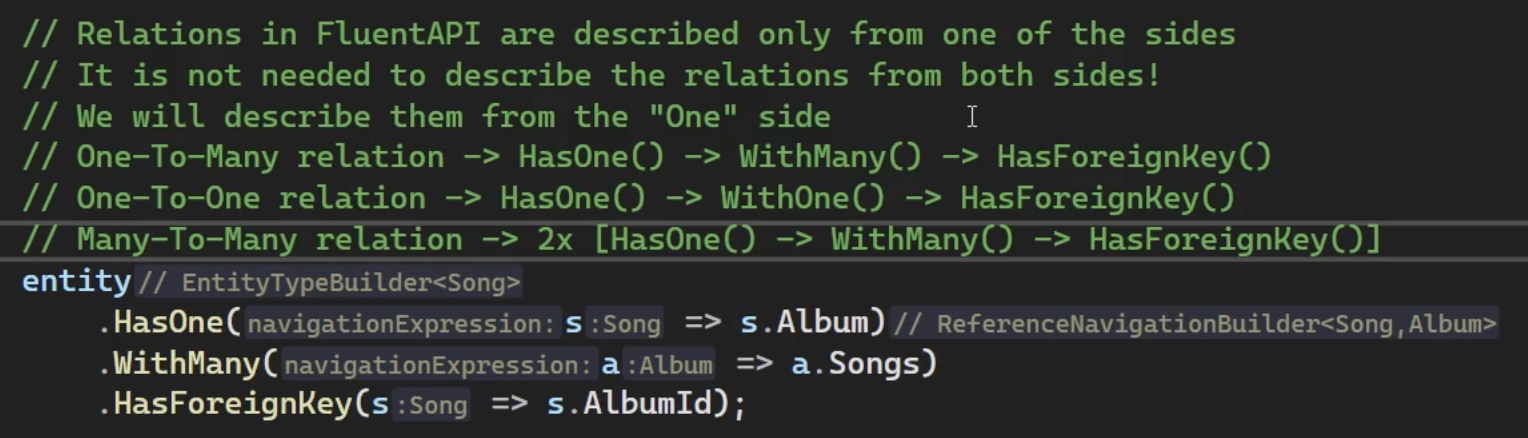 // Relations in FluentAPI are described only from one of the sides
// It is not needed to describe the relations from both sides!
// We will describe them from the "One" side
// One-To-Many relation -> HasOne() -> WithMany() -> HasForeignKey()
// One-To-One relation -> HasOne() -> WithOne() -> HasForeignKey()
// Many-To-Many relation -> 2x [HasOne() -> WithMany() -> HasForeignKey()]
entity // EntityTypeBuilder<Song>
.HasOne(navigationExpression: s :Song => s.Album) // ReferenceNavigationBuilder<Song,Album>
.WithMany(navigationExpression: a :Album => a.Songs)
.HasForeignKey(s :Song => s.AlbumId);